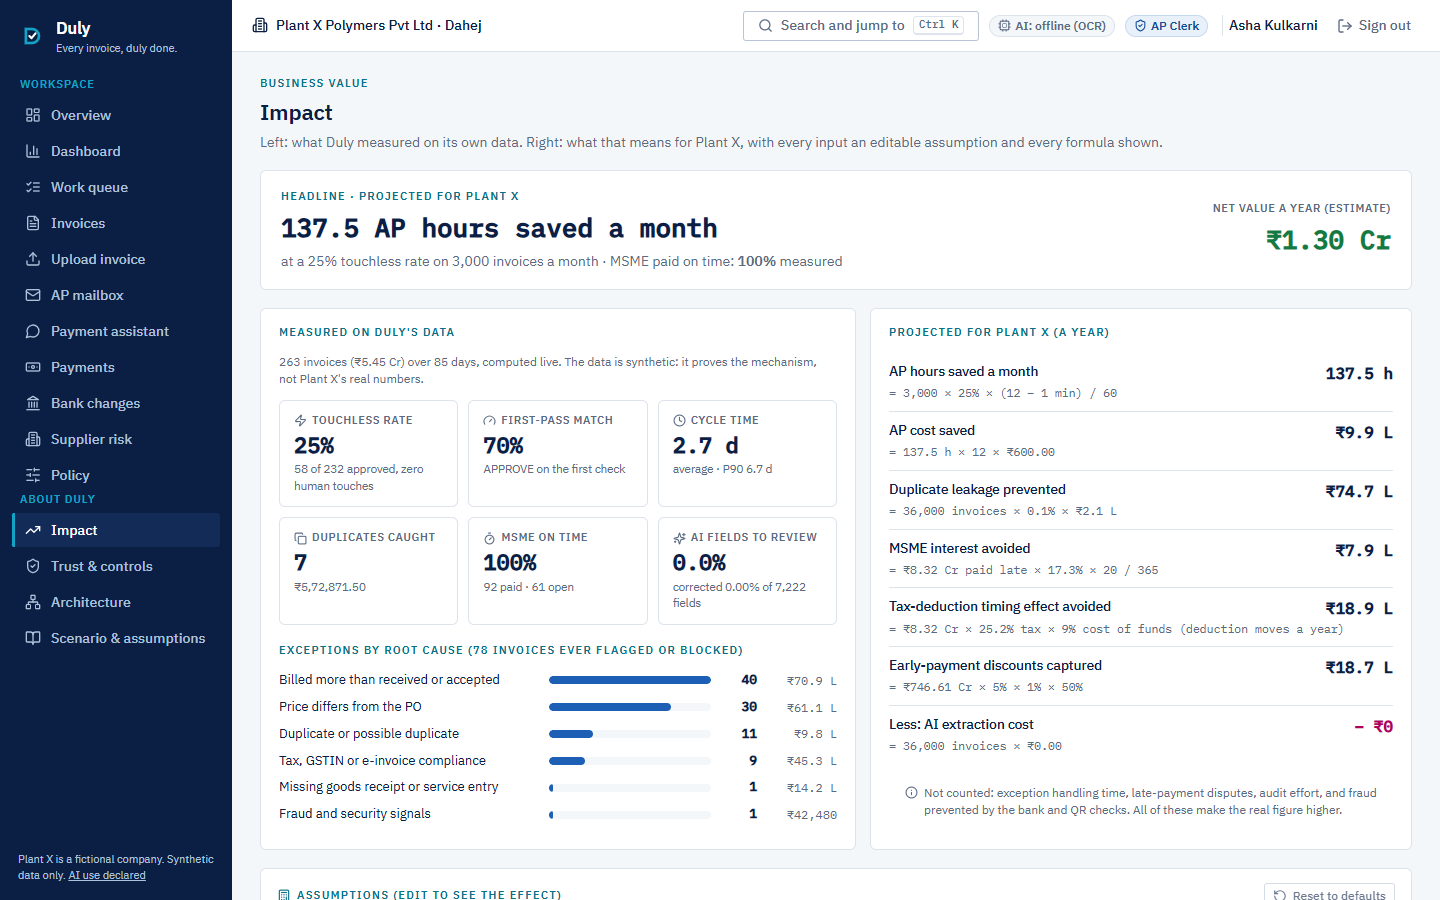 Duly
Every invoice, duly done.
WORKSPACE
Overview
Dashboard
Work queue
Invoices
Upload invoice
AP mailbox
Payment assistant
Payments
Bank changes
Supplier risk
Policy
ABOUT DULY
Impact
Trust & controls
Architecture
Scenario & assumptions
Plant X is a fictional company. Synthetic
data only. AI use declared
Plant X Polymers Pvt Ltd · Dahej
Search and jump to Ctrl K
AI: offline (OCR)
AP Clerk
Asha Kulkarni
Sign out
BUSINESS VALUE
Impact
Left: what Duly measured on its own data. Right: what that means for Plant X, with every input an editable assumption and every formula shown.
HEADLINE · PROJECTED FOR PLANT X
137.5 AP hours saved a month
at a 25% touchless rate on 3,000 invoices a month · MSME paid on time: 100% measured
NET VALUE A YEAR (ESTIMATE)
₹1.30 Cr
MEASURED ON DULY'S DATA
263 invoices (₹5.45 Cr) over 85 days, computed live. The data is synthetic: it proves the mechanism,
not Plant X's real numbers.
TOUCHLESS RATE
25%
58 of 232 approved, zero
human touches
FIRST-PASS MATCH
70%
APPROVE on the first check
CYCLE TIME
2.7 d
average · P90 6.7 d
DUPLICATES CAUGHT
7
₹5,72,871.50
MSME ON TIME
100%
92 paid · 61 open
AI FIELDS TO REVIEW
0.0%
corrected 0.00% of 7,222
fields
EXCEPTIONS BY ROOT CAUSE (78 INVOICES EVER FLAGGED OR BLOCKED)
Billed more than received or accepted 40 ₹70.9 L
Price differs from the PO 30 ₹61.1 L
Duplicate or possible duplicate 11 ₹9.8 L
Tax, GSTIN or e-invoice compliance 9 ₹45.3 L
Missing goods receipt or service entry 1 ₹14.2 L
Fraud and security signals 1 ₹42,480
PROJECTED FOR PLANT X (A YEAR)
AP hours saved a month 137.5 h
= 3,000 × 25% × (12 − 1 min) / 60
AP cost saved ₹9.9 L
= 137.5 h × 12 × ₹600.00
Duplicate leakage prevented ₹74.7 L
= 36,000 invoices × 0.1% × ₹2.1 L
MSME interest avoided ₹7.9 L
= ₹8.32 Cr paid late × 17.3% × 20 / 365
Tax-deduction timing effect avoided ₹18.9 L
= ₹8.32 Cr × 25.2% tax × 9% cost of funds (deduction moves a year)
Early-payment discounts captured ₹18.7 L
= ₹746.61 Cr × 5% × 1% × 50%
Less: AI extraction cost − ₹0
= 36,000 invoices × ₹0.00
Not counted: exception handling time, late-payment disputes, audit effort, and fraud
prevented by the bank and QR checks. All of these make the real figure higher.
ASSUMPTIONS (EDIT TO SEE THE EFFECT)
Reset to defaults